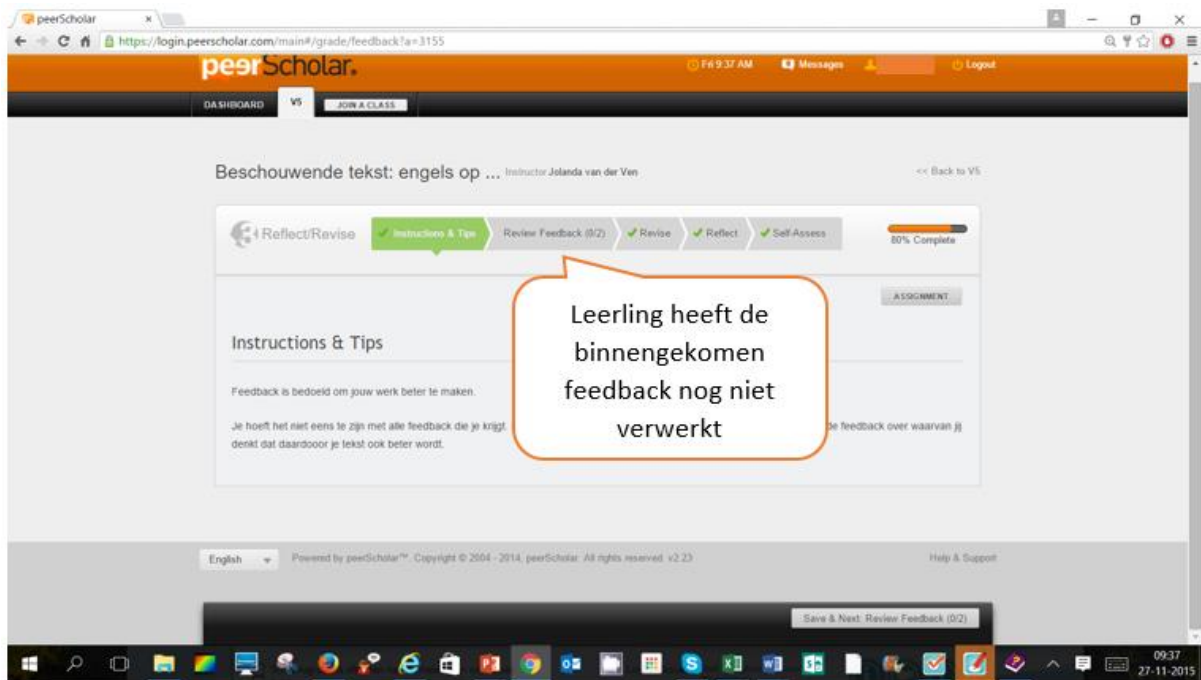 peerScholar
https://login.peerscholar.com/main#/grade/feedback?a=3155
peerScholar.
Fri 9:37 AM Messages Logout
DASHBOARD V5 JOIN A CLASS
Beschouwende tekst: engels op ... Instructor Jolanda van der Ven << Back to V5
Reflect/Revise Instructions & Tips Review Feedback (0/2) Revise Reflect Self-Assess
80% Complete
ASSIGNMENT
Leerling heeft de
binnengekomen
feedback nog niet
verwerkt
Instructions & Tips
Feedback is bedoeld om jouw werk beter te maken.
Je hoeft het niet eens te zijn met alle feedback die je krijgt. de feedback over waarvan jij
denkt dat daardooor je tekst ook beter wordt.
English Powered by peerScholar™. Copyright © 2004 - 2014, peerScholar. All rights reserved. v2.23 Help & Support
Save & Next: Review Feedback (0/2)
09:37
27-11-2015